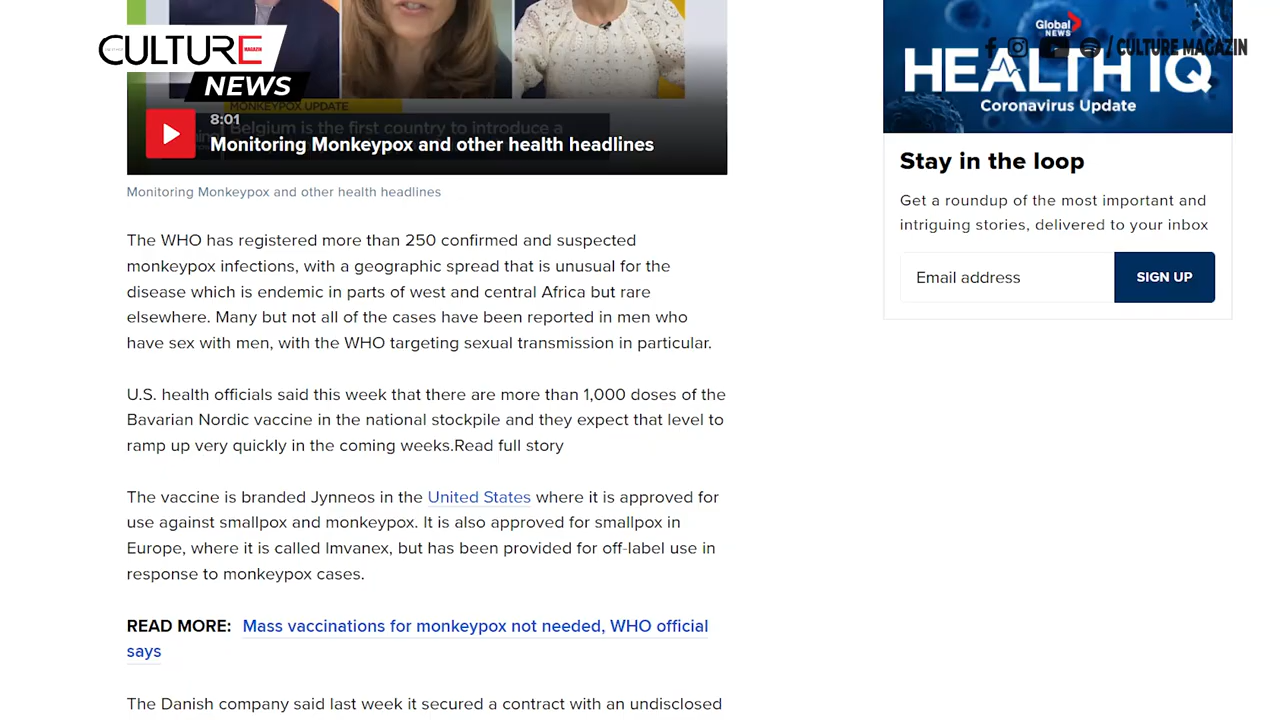 CULTURE
MAGAZIN
NEWS
MONKEYPOX UPDATE
Belgium is the first country to introduce a
8:01
Monitoring Monkeypox and other health headlines
Monitoring Monkeypox and other health headlines
The WHO has registered more than 250 confirmed and suspected
monkeypox infections, with a geographic spread that is unusual for the
disease which is endemic in parts of west and central Africa but rare
elsewhere. Many but not all of the cases have been reported in men who
have sex with men, with the WHO targeting sexual transmission in particular.
U.S. health officials said this week that there are more than 1,000 doses of the
Bavarian Nordic vaccine in the national stockpile and they expect that level to
ramp up very quickly in the coming weeks.Read full story
The vaccine is branded Jynneos in the United States where it is approved for
use against smallpox and monkeypox. It is also approved for smallpox in
Europe, where it is called Imvanex, but has been provided for off-label use in
response to monkeypox cases.
READ MORE: Mass vaccinations for monkeypox not needed, WHO official
says
The Danish company said last week it secured a contract with an undisclosed
Global
NEWS
/ CULTURE MAGAZIN
HEALTH IQ
Coronavirus Update
Stay in the loop
Get a roundup of the most important and
intriguing stories, delivered to your inbox
Email address
SIGN UP